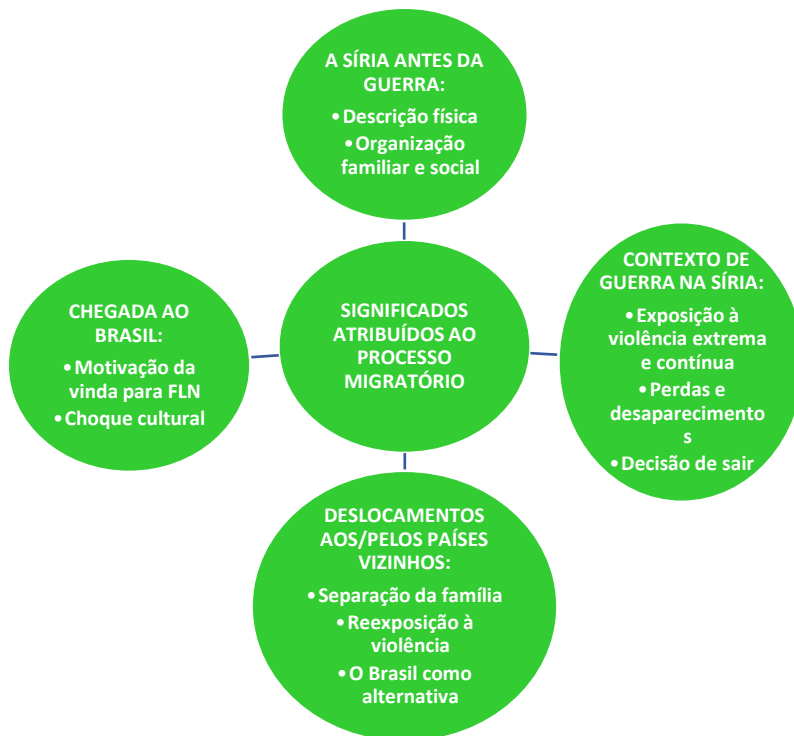 A SÍRIA ANTES DA
GUERRA:
•Descrição física
•Organização
familiar e social
CONTEXTO DE
GUERRA NA SÍRIA:
•Exposição à
violência extrema
e contínua
•Perdas e
desaparecimento
s
•Decisão de sair
SIGNIFICADOS
ATRIBUÍDOS AO
PROCESSO
MIGRATÓRIO
CHEGADA AO
BRASIL:
•Motivação da
vinda para FLN
•Choque cultural
DESLOCAMENTOS
AOS/PELOS PAÍSES
VIZINHOS:
•Separação da família
•Reexposição à
violência
•O Brasil como
alternativa